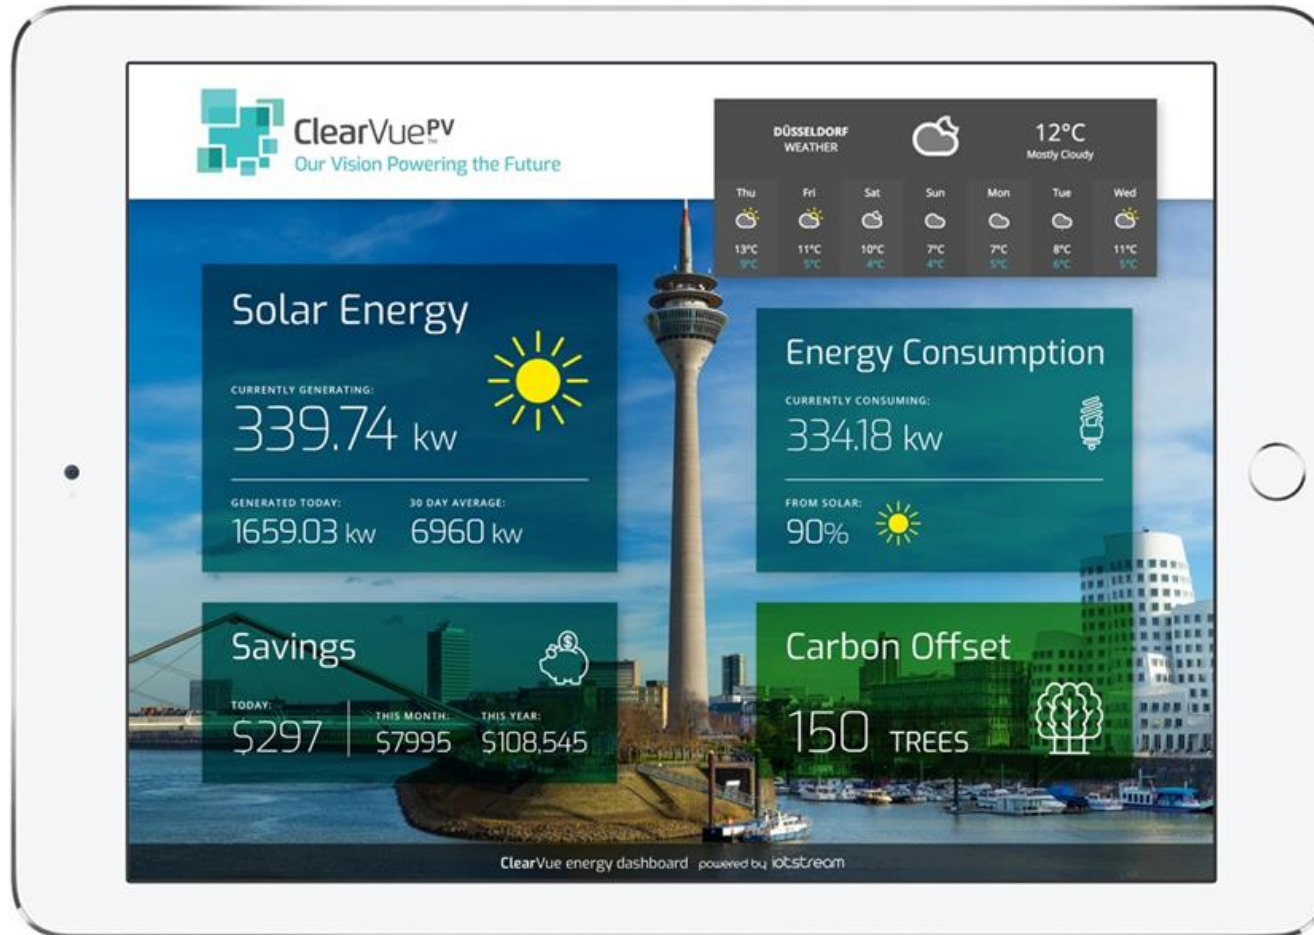 ClearVuePV
TM
Our Vision Powering the Future
DÜSSELDORF
WEATHER
12°C
Mostly Cloudy
Thu Fri Sat Sun Mon Tue Wed
13°C 11°C 10°C 7°C 7°C 8°C 11°C
9°C 5°C 4°C 4°C 5°C 6°C 5°C
Solar Energy
CURRENTLY GENERATING:
339.74 kw
GENERATED TODAY: 30 DAY AVERAGE:
1659.03 kw 6960 kw
Energy Consumption
CURRENTLY CONSUMING:
334.18 kw
FROM SOLAR:
90%
Savings
TODAY: THIS MONTH: THIS YEAR:
$297 $7995 $108,545
Carbon Offset
150 TREES
ClearVue energy dashboard powered by iotstream